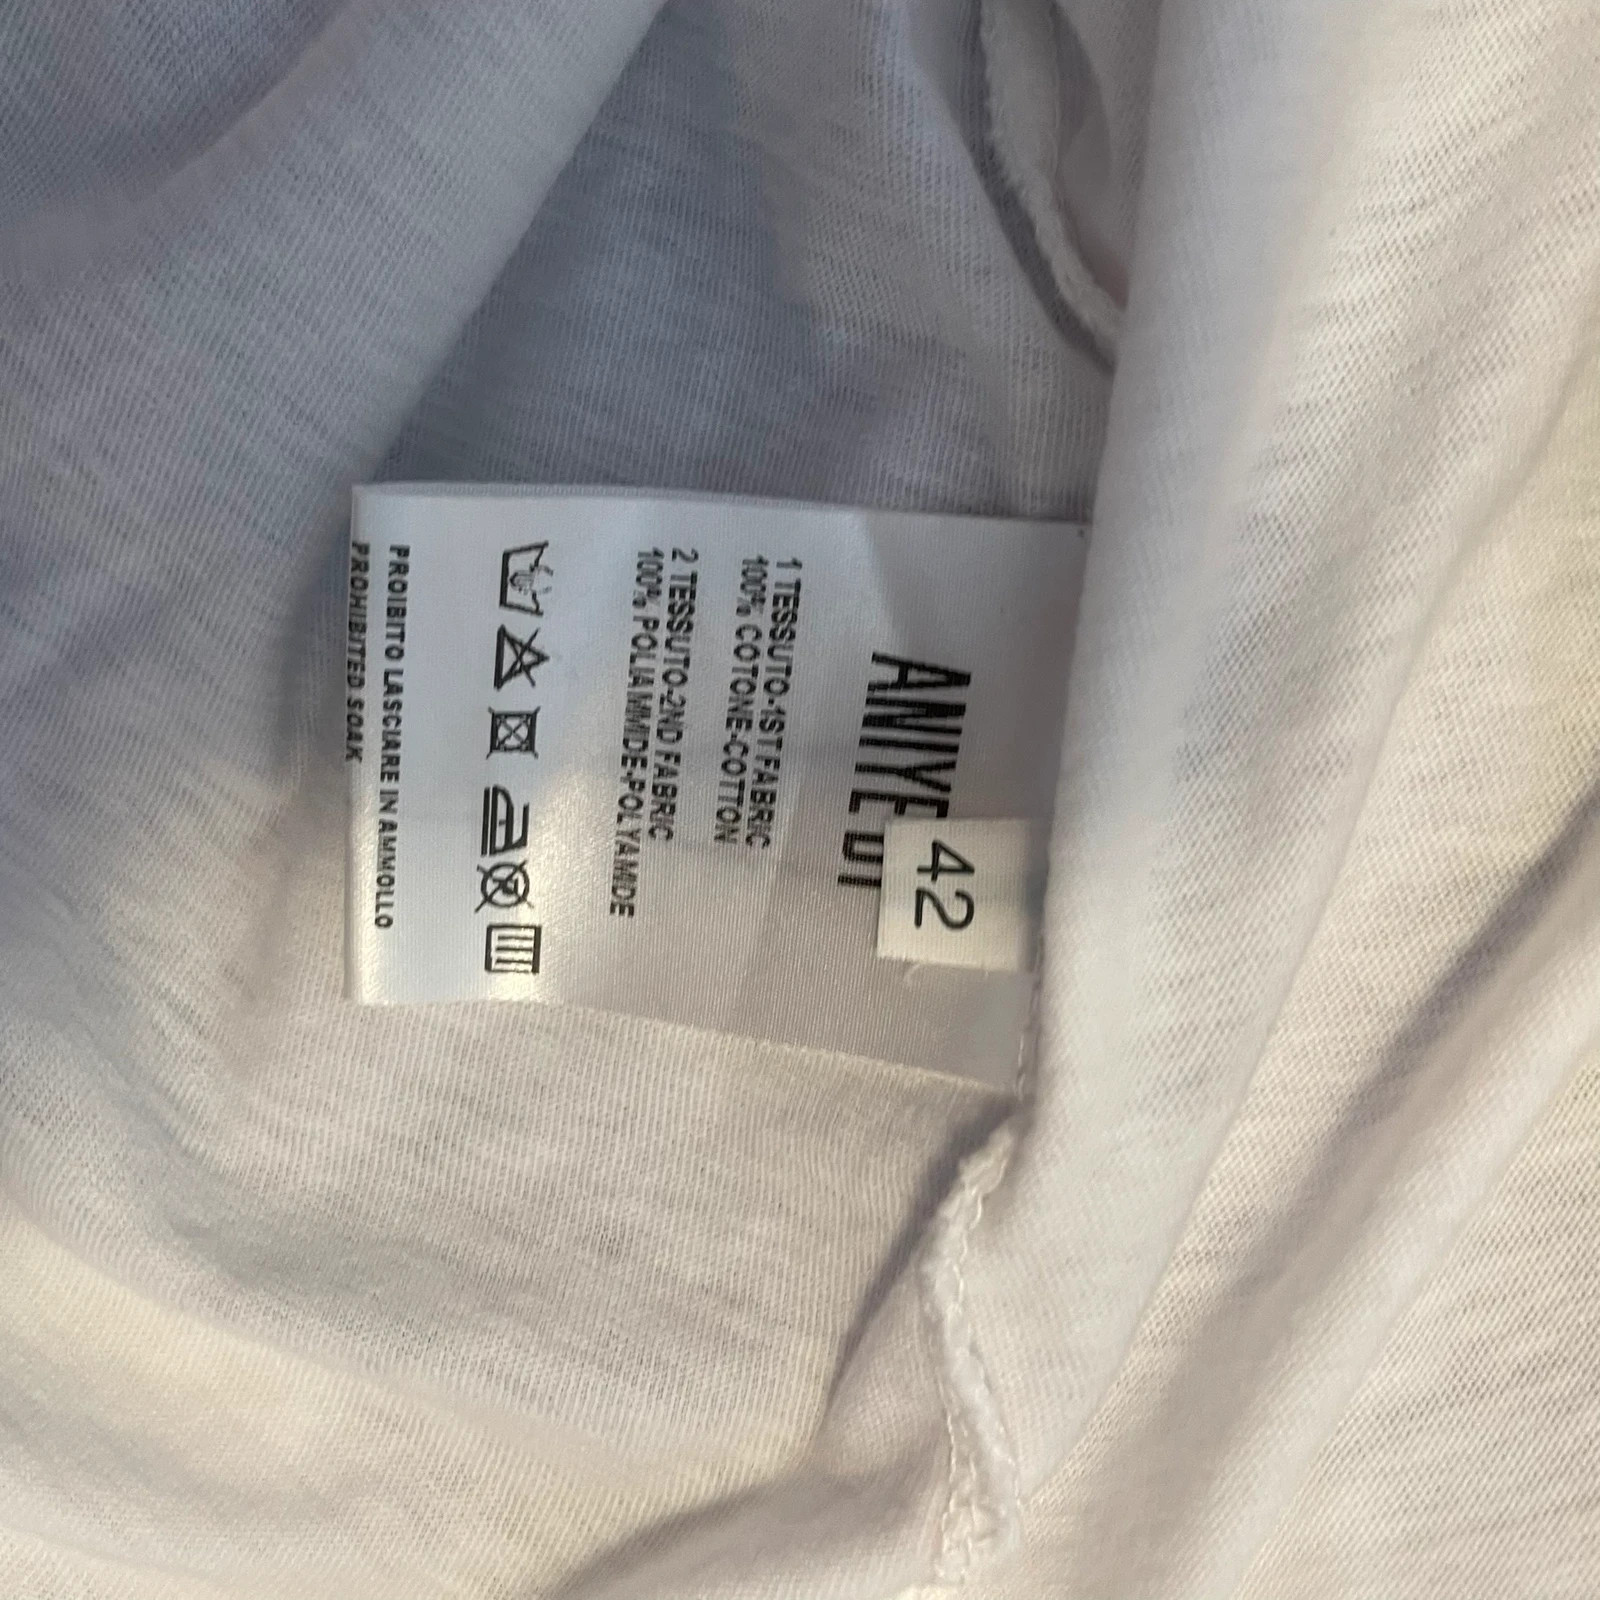 ANIYE
42
1 TESSUTO-1ST FABRIC
100% COTONE-COTTON
2 TESSUTO-2ND FABRIC
100% POLIAMMIDE-POLYAMIDE
PROIBITO LASCIARE IN AMMOLLO
PROHIBITED SOAK